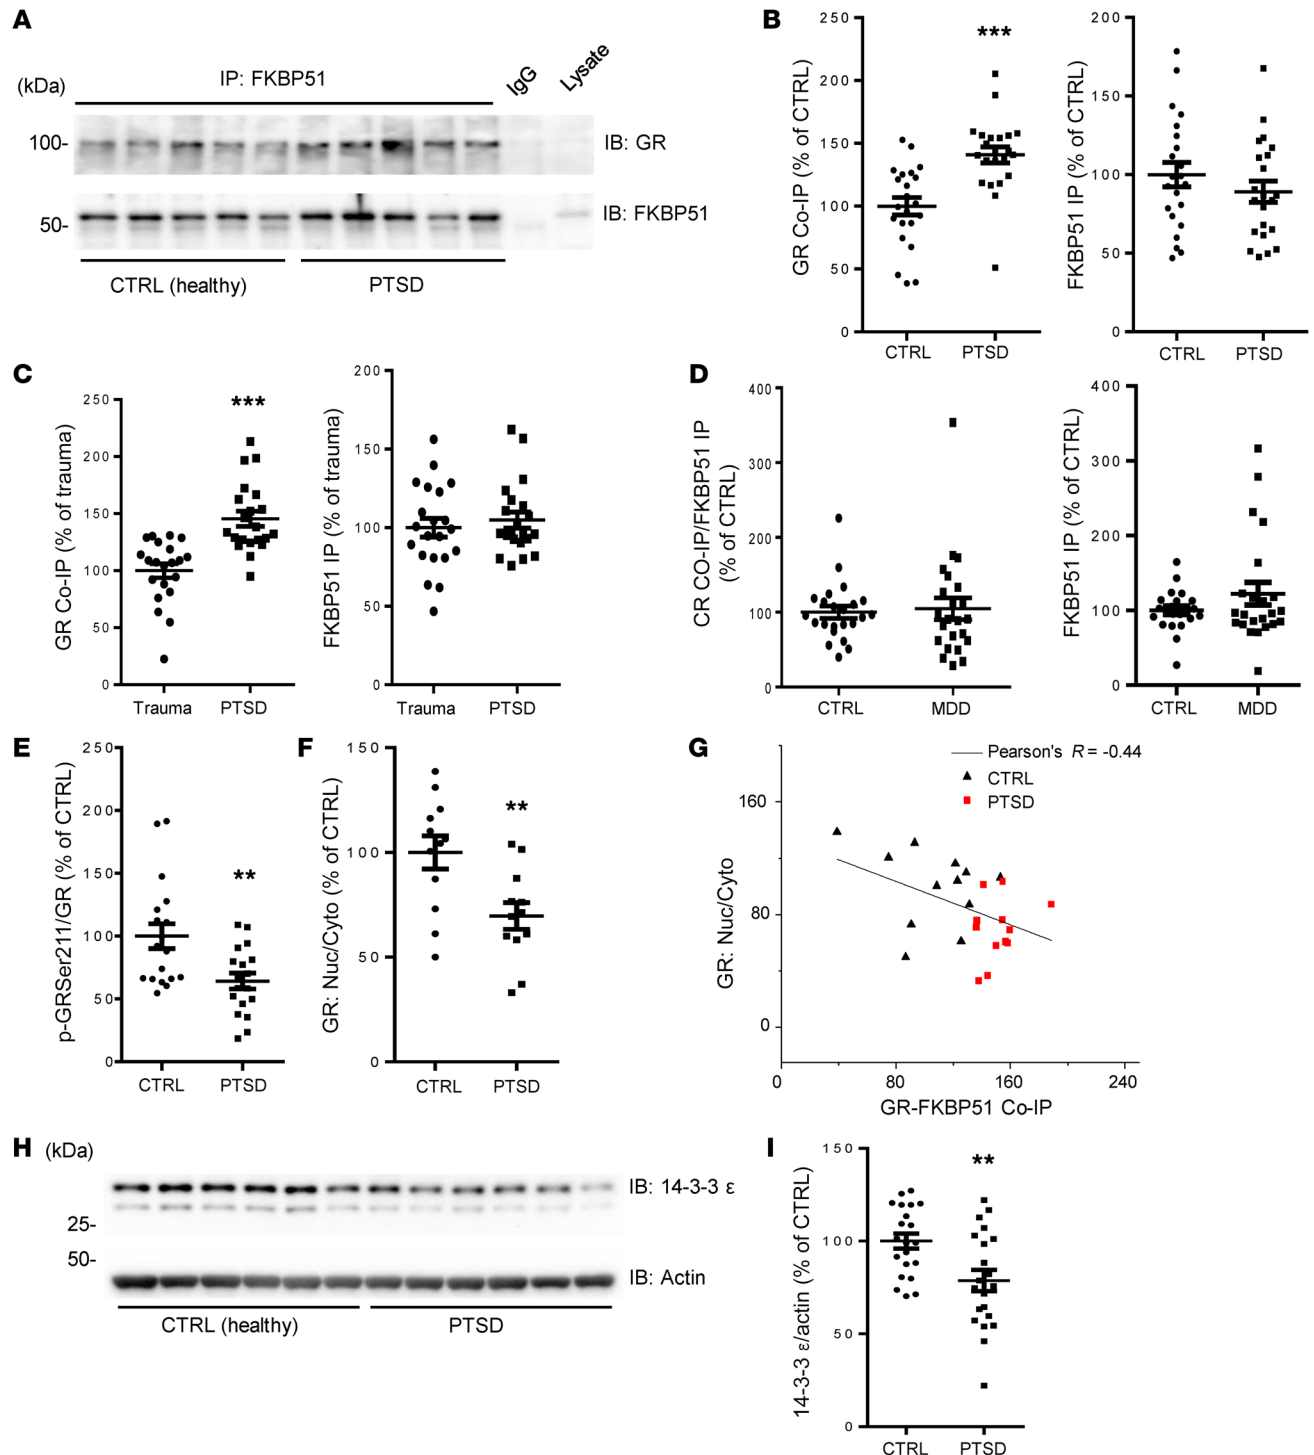 A
(kDa)
IP: FKBP51
IgG
Lysate
100-
IB: GR
50-
IB: FKBP51
CTRL (healthy)
PTSD
B
GR Co-IP (% of CTRL)
250
200
150
100
50
0
***
CTRL
PTSD
FKBP51 IP (% of CTRL)
200
150
100
50
0
CTRL
PTSD
C
GR Co-IP (% of trauma)
250
200
150
100
50
0
***
Trauma
PTSD
FKBP51 IP (% of trauma)
200
150
100
50
0
Trauma
PTSD
D
CR CO-IP/FKBP51 IP
(% of CTRL)
400
300
200
100
0
CTRL
MDD
FKBP51 IP (% of CTRL)
400
300
200
100
0
CTRL
MDD
E
p-GRSer211/GR (% of CTRL)
250
200
150
100
50
0
**
CTRL
PTSD
F
GR: Nuc/Cyto (% of CTRL)
150
100
50
0
**
CTRL
PTSD
G
Pearson's R = -0.44
CTRL
PTSD
GR: Nuc/Cyto
160
80
0
0
80
160
240
GR-FKBP51 Co-IP
H
(kDa)
IB: 14-3-3 ε
25-
50-
IB: Actin
CTRL (healthy)
PTSD
I
14-3-3 ε/actin (% of CTRL)
150
100
50
0
**
CTRL
PTSD